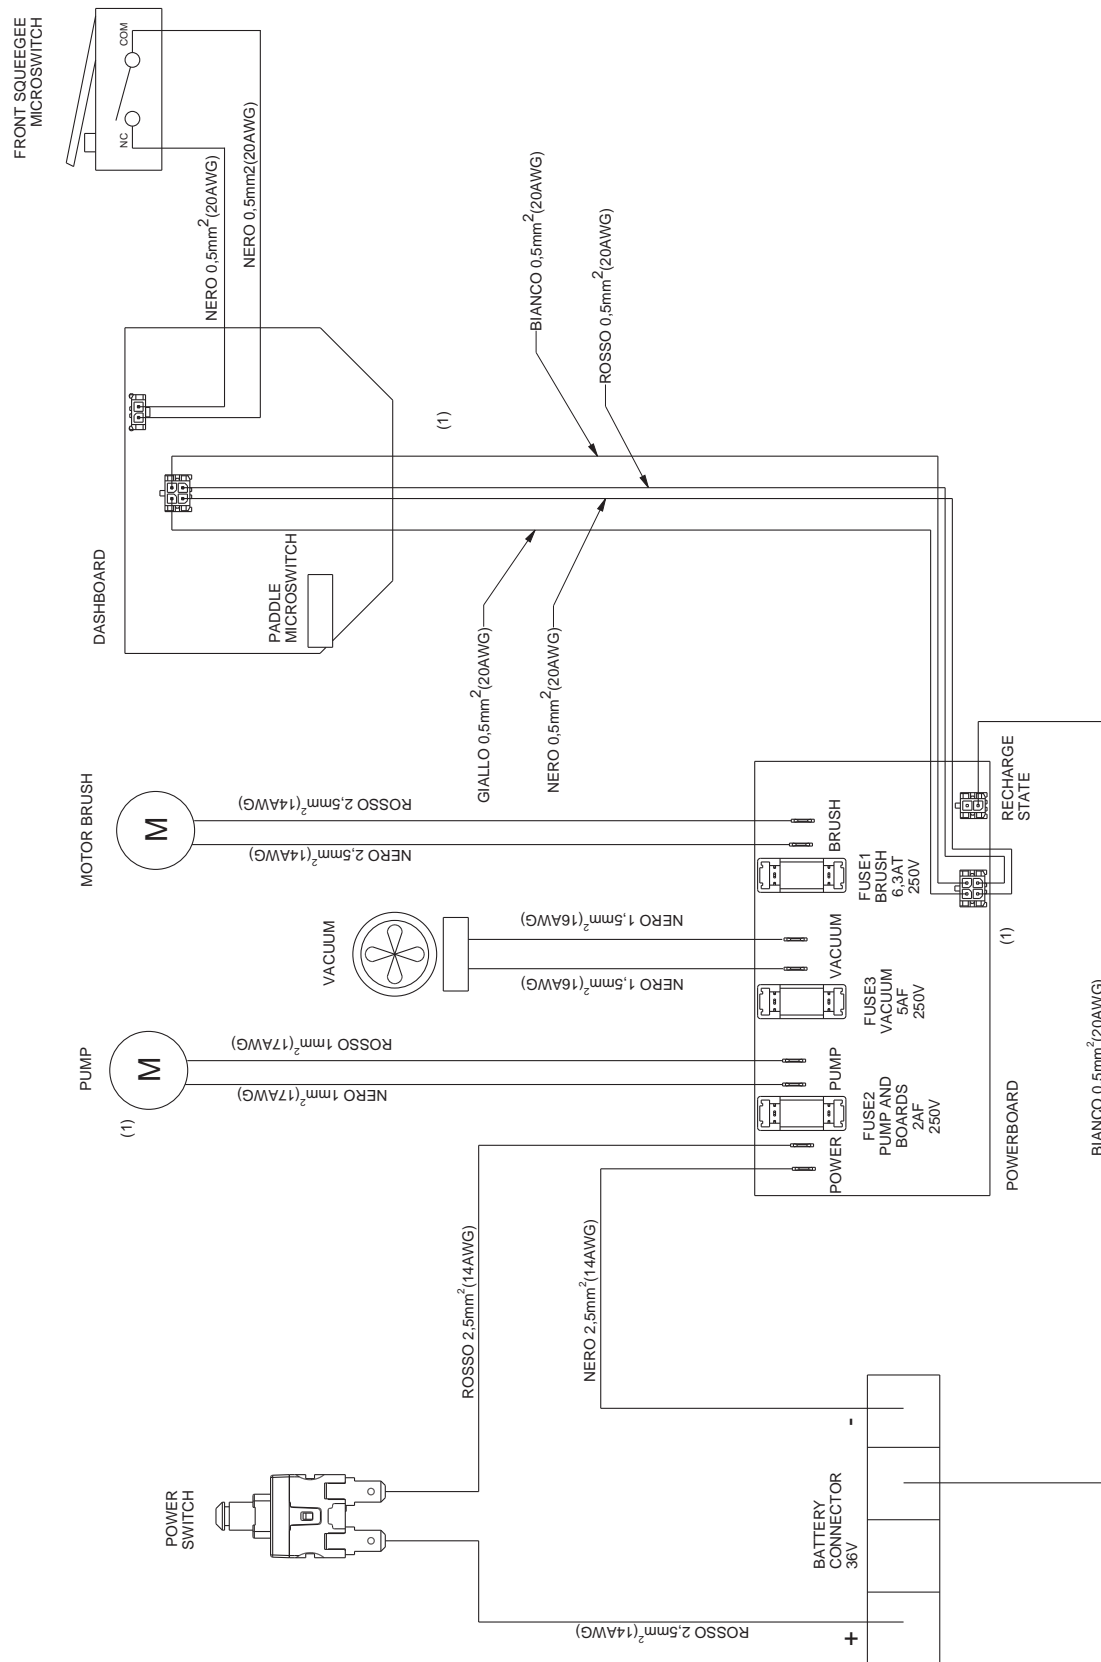 FRONT SQUEEGEE
MICROSWITCH
COM
NC
NERO 0,5mm²(20AWG)
NERO 0,5mm2(20AWG)
BIANCO 0,5mm²(20AWG)
ROSSO 0,5mm²(20AWG)
(1)
DASHBOARD
PADDLE
MICROSWITCH
GIALLO 0,5mm²(20AWG)
NERO 0,5mm²(20AWG)
MOTOR BRUSH
M
ROSSO 2,5mm²(14AWG)
NERO 2,5mm²(14AWG)
VACUUM
NERO 1,5mm²(16AWG)
NERO 1,5mm²(16AWG)
PUMP
M
(1)
ROSSO 1mm²(17AWG)
NERO 1mm²(17AWG)
BRUSH
FUSE1
BRUSH
6,3AT
250V
VACUUM
FUSE3
VACUUM
5AF
250V
PUMP
FUSE2
PUMP AND
BOARDS
2AF
250V
POWER
RECHARGE
STATE
(1)
POWERBOARD
BIANCO 0,5mm²(20AWG)
POWER
SWITCH
ROSSO 2,5mm²(14AWG)
NERO 2,5mm²(14AWG)
ROSSO 2,5mm²(14AWG)
BATTERY
CONNECTOR
36V
-
+